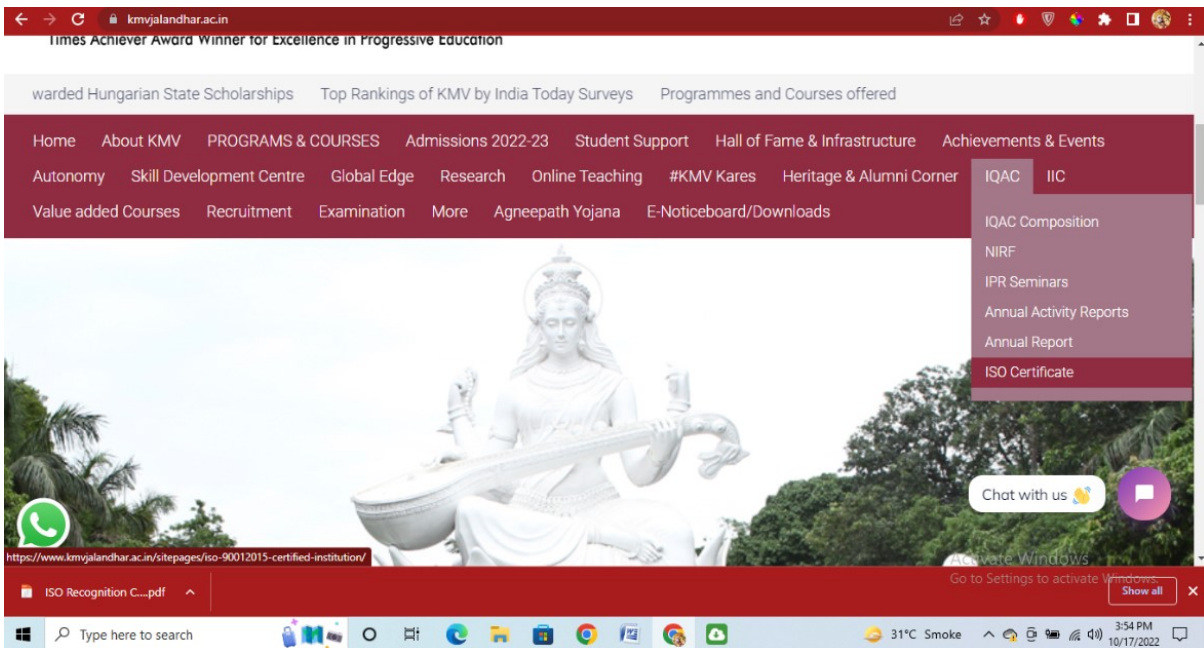 kmvjalandhar.ac.in
Times Achiever Award Winner for Excellence in Progressive Education
warded Hungarian State Scholarships Top Rankings of KMV by India Today Surveys Programmes and Courses offered
Home About KMV PROGRAMS & COURSES Admissions 2022-23 Student Support Hall of Fame & Infrastructure Achievements & Events
Autonomy Skill Development Centre Global Edge Research Online Teaching #KMV Kares Heritage & Alumni Corner IQAC IIC
Value added Courses Recruitment Examination More Agneepath Yojana E-Noticeboard/Downloads
IQAC Composition
NIRF
IPR Seminars
Annual Activity Reports
Annual Report
ISO Certificate
Chat with us
https://www.kmvjalandhar.ac.in/sitepages/iso-90012015-certified-institution/
Activate Windows
Go to Settings to activate Windows.
ISO Recognition C....pdf
Show all
Type here to search
31°C Smoke
3:54 PM
10/17/2022